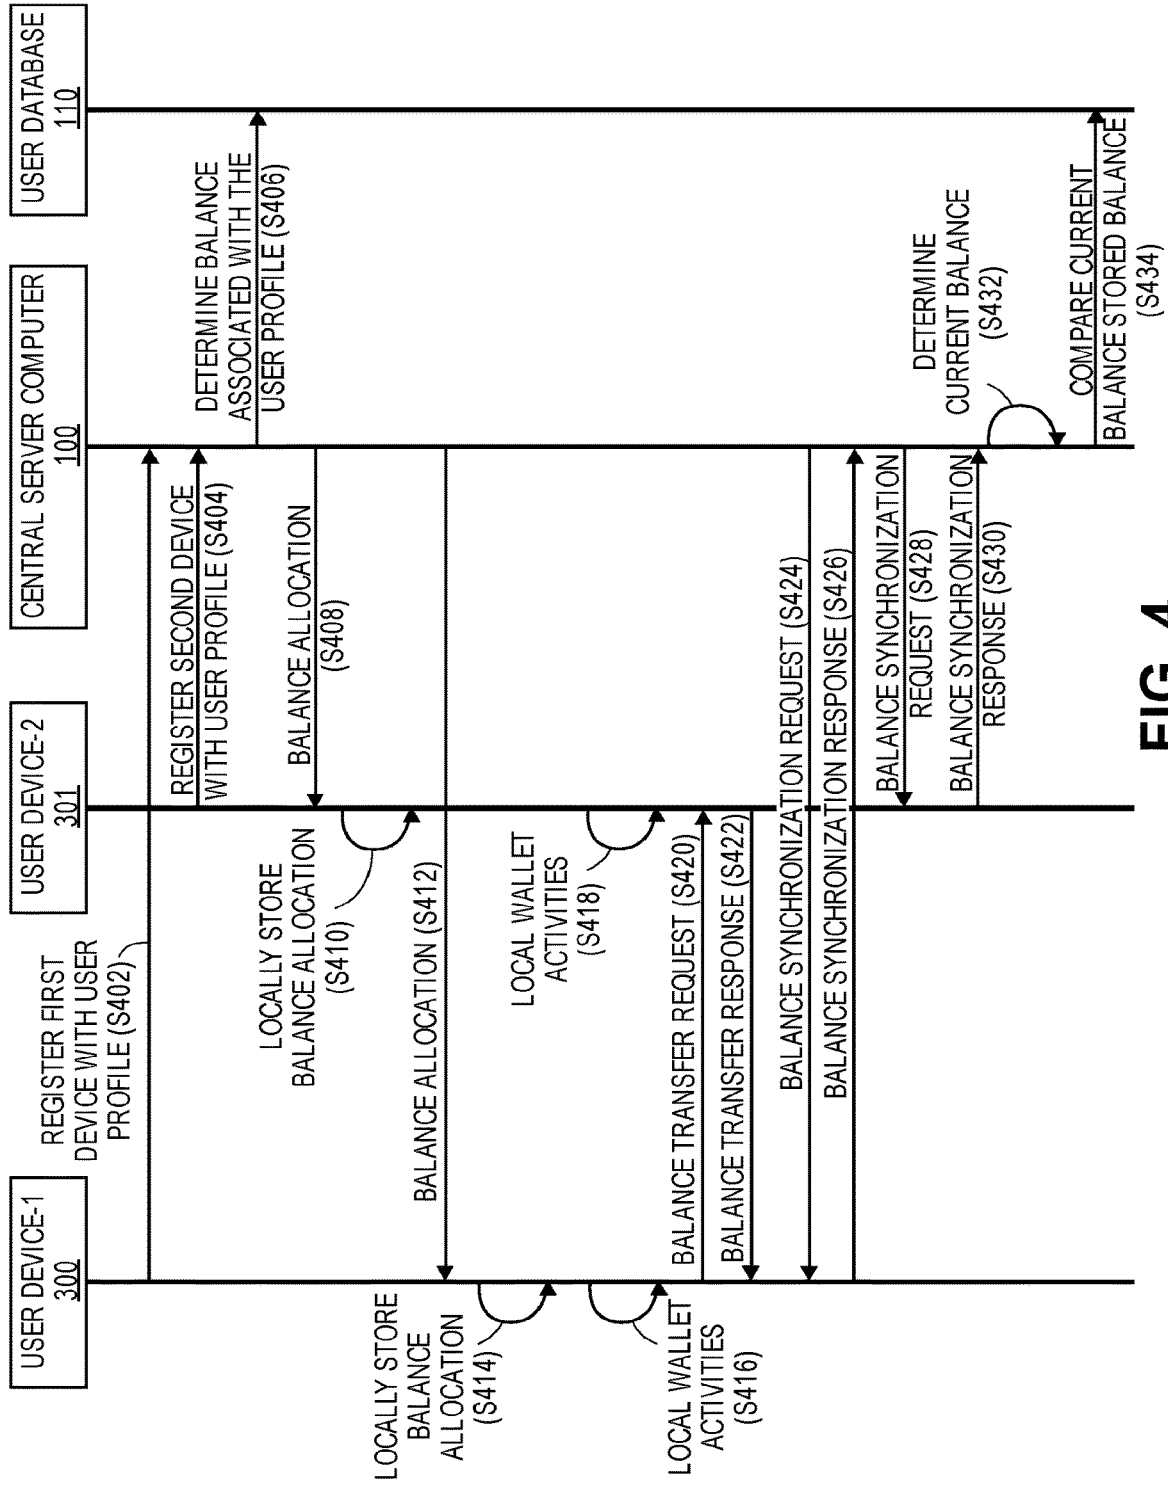 USER DEVICE-1
300
USER DEVICE-2
301
CENTRAL SERVER COMPUTER
100
USER DATABASE
110
REGISTER FIRST
DEVICE WITH USER
PROFILE (S402)
REGISTER SECOND DEVICE
WITH USER PROFILE (S404)
DETERMINE BALANCE
ASSOCIATED WITH THE
USER PROFILE (S406)
BALANCE ALLOCATION
(S408)
LOCALLY STORE
BALANCE ALLOCATION
(S410)
BALANCE ALLOCATION (S412)
LOCALLY STORE
BALANCE
ALLOCATION
(S414)
LOCAL WALLET
ACTIVITIES
(S416)
LOCAL WALLET
ACTIVITIES
(S418)
BALANCE TRANSFER REQUEST (S420)
BALANCE TRANSFER RESPONSE (S422)
BALANCE SYNCHRONIZATION REQUEST (S424)
BALANCE SYNCHRONIZATION RESPONSE (S426)
BALANCE SYNCHRONIZATION
REQUEST (S428)
BALANCE SYNCHRONIZATION
RESPONSE (S430)
DETERMINE
CURRENT BALANCE
(S432)
COMPARE CURRENT
BALANCE STORED BALANCE
(S434)
FIG. 4